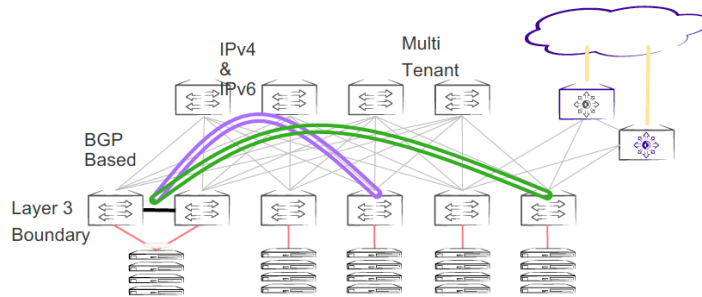 IPv4
&
IPv6
Multi
Tenant
BGP
Based
Layer 3
Boundary